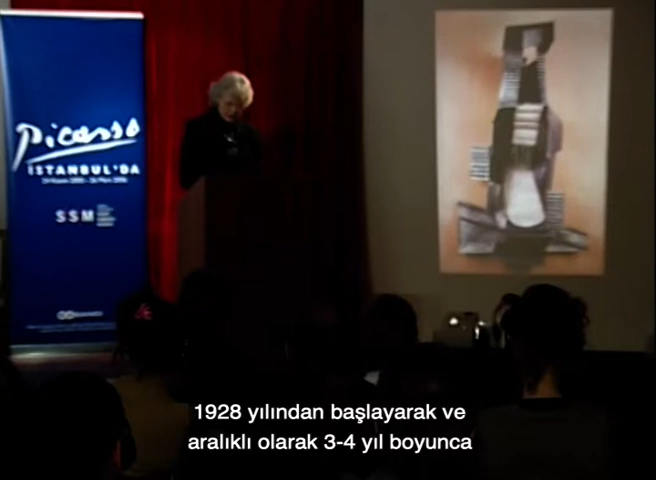 Picasso
İSTANBUL'DA
SSM
1928 yılından başlayarak ve
aralıklı olarak 3-4 yıl boyunca